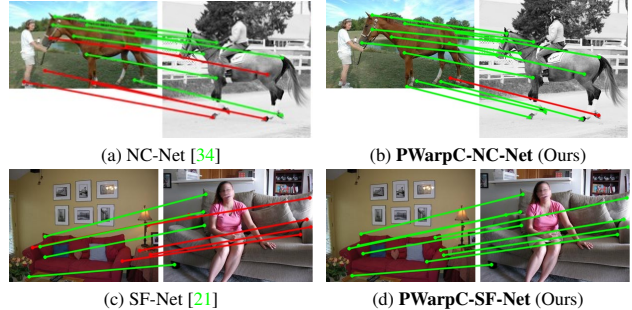 (a) NC-Net [34]
(b) PWarpC-NC-Net (Ours)
(c) SF-Net [21]
(d) PWarpC-SF-Net (Ours)